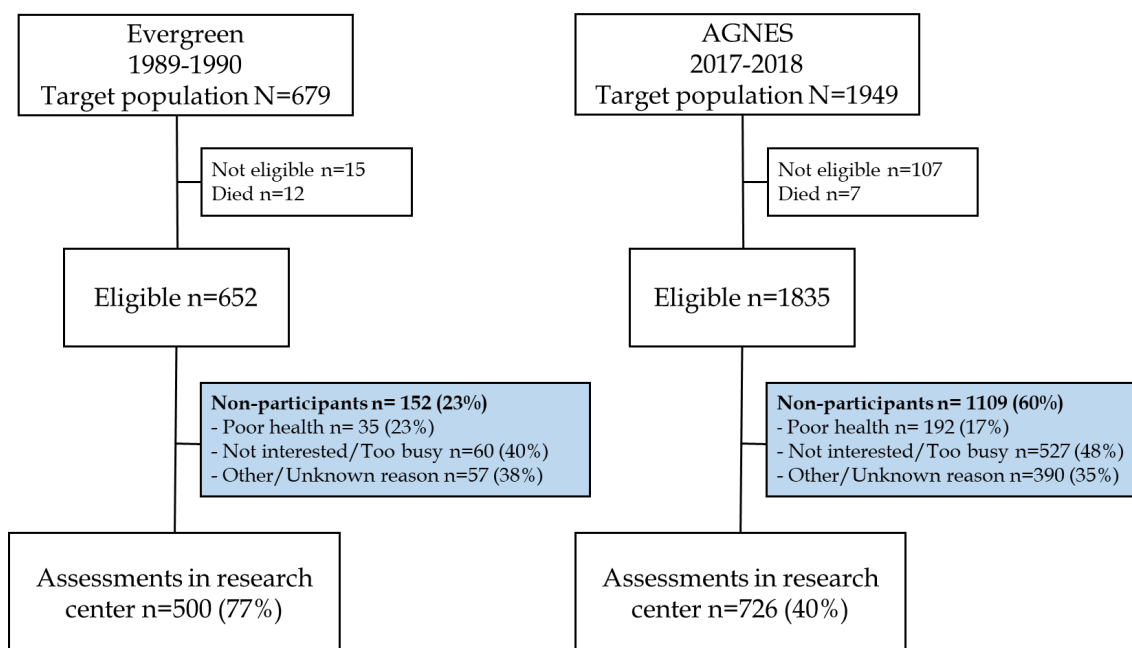 Evergreen
1989-1990
Target population N=679
Not eligible n=15
Died n=12
Eligible n=652
Non-participants n= 152 (23%)
- Poor health n= 35 (23%)
- Not interested/Too busy n=60 (40%)
- Other/Unknown reason n=57 (38%)
Assessments in research
center n=500 (77%)
AGNES
2017-2018
Target population N=1949
Not eligible n=107
Died n=7
Eligible n=1835
Non-participants n= 1109 (60%)
- Poor health n= 192 (17%)
- Not interested/Too busy n=527 (48%)
- Other/Unknown reason n=390 (35%)
Assessments in research
center n=726 (40%)